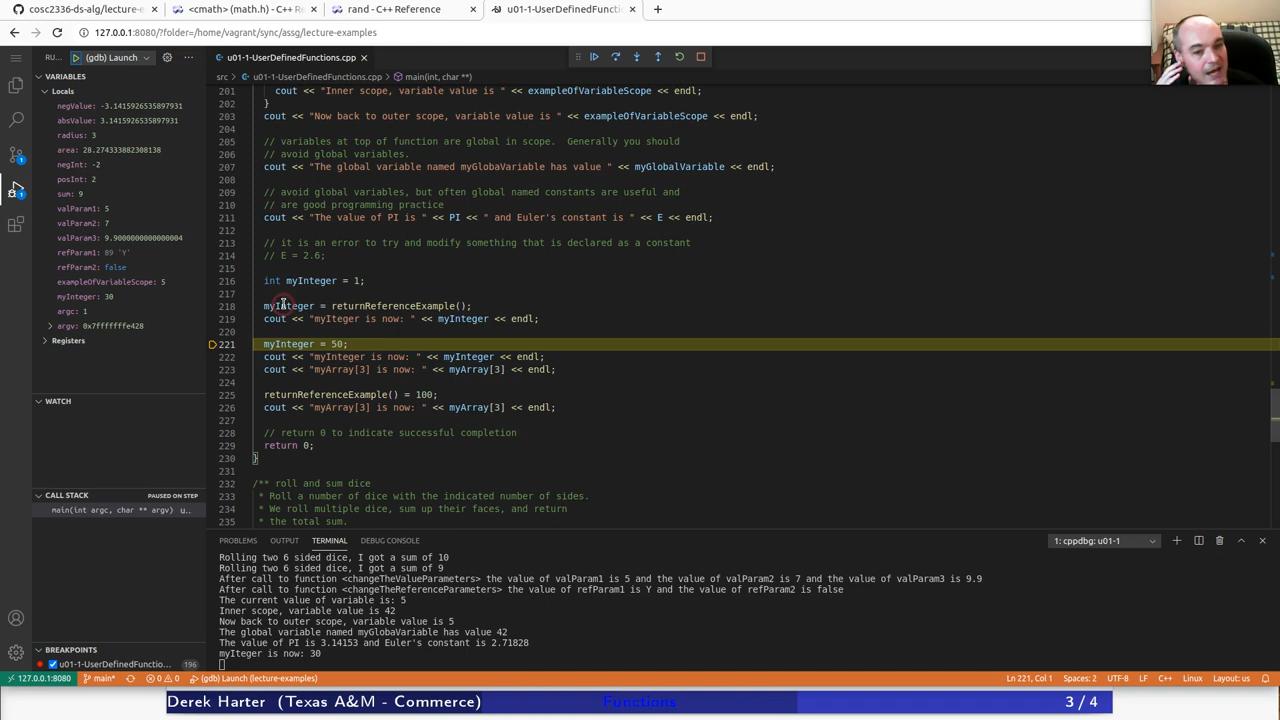 cosc2336-ds-alg/lecture-e
<cmath> (math.h) - C++ R
rand - C++ Reference
u01-1-UserDefinedFuncti
127.0.0.1:8080/?folder=/home/vagrant/sync/assg/lecture-examples
RU...
(gdb) Launch
u01-1-UserDefinedFunctions.cpp
VARIABLES
src > u01-1-UserDefinedFunctions.cpp > main(int, char **)
Locals
negValue: -3.1415926535897931
absValue: 3.1415926535897931
radius: 3
area: 28.274333882308138
negInt: -2
posInt: 2
sum: 9
valParam1: 5
valParam2: 7
valParam3: 9.9000000000000004
refParam1: 89 'Y'
refParam2: false
exampleOfVariableScope: 5
myInteger: 30
argc: 1
argv: 0x7fffffffe428
Registers
WATCH
CALL STACK
PAUSED ON STEP
main(int argc, char ** argv) u..
BREAKPOINTS
u01-1-UserDefinedFunctio... 196
201 cout << "Inner scope, variable value is " << exampleOfVariableScope << endl;
202 }
203 cout << "Now back to outer scope, variable value is " << exampleOfVariableScope << endl;
204
205 // variables at top of function are global in scope. Generally you should
206 // avoid global variables.
207 cout << "The global variable named myGlobaVariable has value " << myGlobalVariable << endl;
208
209 // avoid global variables, but often global named constants are useful and
210 // are good programming practice
211 cout << "The value of PI is " << PI << " and Euler's constant is " << E << endl;
212
213 // it is an error to try and modify something that is declared as a constant
214 // E = 2.6;
215
216 int myInteger = 1;
217
218 myInteger = returnReferenceExample();
219 cout << "myIteger is now: " << myInteger << endl;
220
221 myInteger = 50;
222 cout << "myInteger is now: " << myInteger << endl;
223 cout << "myArray[3] is now: " << myArray[3] << endl;
224
225 returnReferenceExample() = 100;
226 cout << "myArray[3] is now: " << myArray[3] << endl;
227
228 // return 0 to indicate successful completion
229 return 0;
230 }
231
232 /** roll and sum dice
233 * Roll a number of dice with the indicated number of sides.
234 * We roll multiple dice, sum up their faces, and return
235 * the total sum.
PROBLEMS OUTPUT TERMINAL DEBUG CONSOLE
1: cppdbg: u01-1
Rolling two 6 sided dice, I got a sum of 10
Rolling two 6 sided dice, I got a sum of 9
After call to function <changeTheValueParameters> the value of valParam1 is 5 and the value of valParam2 is 7 and the value of valParam3 is 9.9
After call to function <changeTheReferenceParameters> the value of refParam1 is Y and refParam2 is false
The current value of variable is: 5
Inner scope, variable value is 42
Now back to outer scope, variable value is 5
The global variable named myGlobaVariable has value 42
The value of PI is 3.14153 and Euler's constant is 2.71828
myIteger is now: 30
127.0.0.1:8080 main* 0 0 (gdb) Launch (lecture-examples)
Ln 221, Col 1 Spaces: 2 UTF-8 LF C++ Linux Layout: us
Derek Harter (Texas A&M - Commerce) Functions 3 / 4